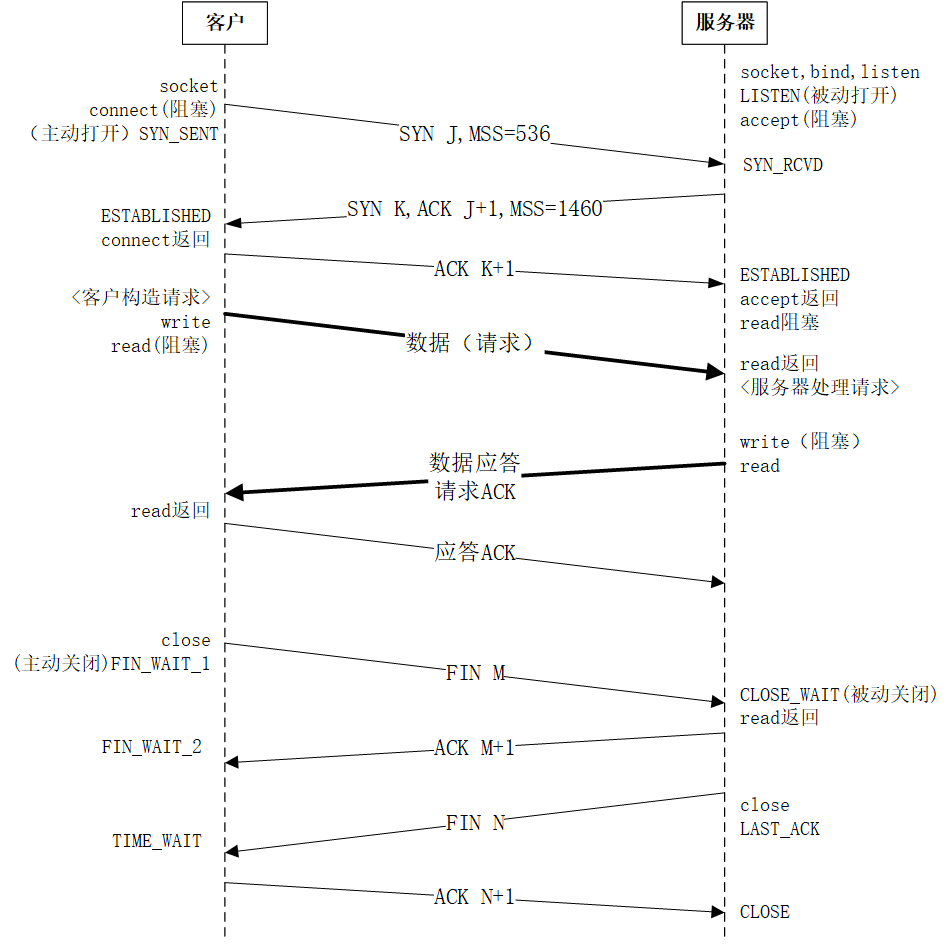 客户
服务器
socket,bind,listen
LISTEN(被动打开)
accept(阻塞)
socket
connect(阻塞)
（主动打开）SYN_SENT
SYN J,MSS=536
SYN_RCVD
SYN K,ACK J+1,MSS=1460
ESTABLISHED
connect返回
ACK K+1
ESTABLISHED
accept返回
read阻塞
<客户构造请求>
write
read(阻塞)
数据（请求）
read返回
<服务器处理请求>
write（阻塞）
read
数据应答
请求ACK
read返回
应答ACK
close
(主动关闭)FIN_WAIT_1
FIN M
CLOSE_WAIT(被动关闭)
read返回
FIN_WAIT_2
ACK M+1
close
LAST_ACK
FIN N
TIME_WAIT
ACK N+1
CLOSE